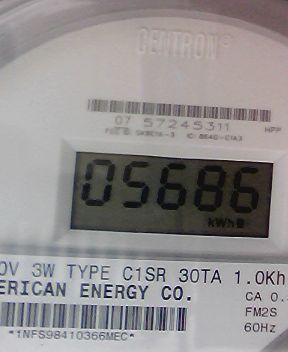 CENTRON®
07 57245311
05686
kWh
0V 3W TYPE C1SR 30TA 1.0Kh
ERICAN ENERGY CO.
CA 0.
FM2S
60Hz
*1NFS98410366MEC*